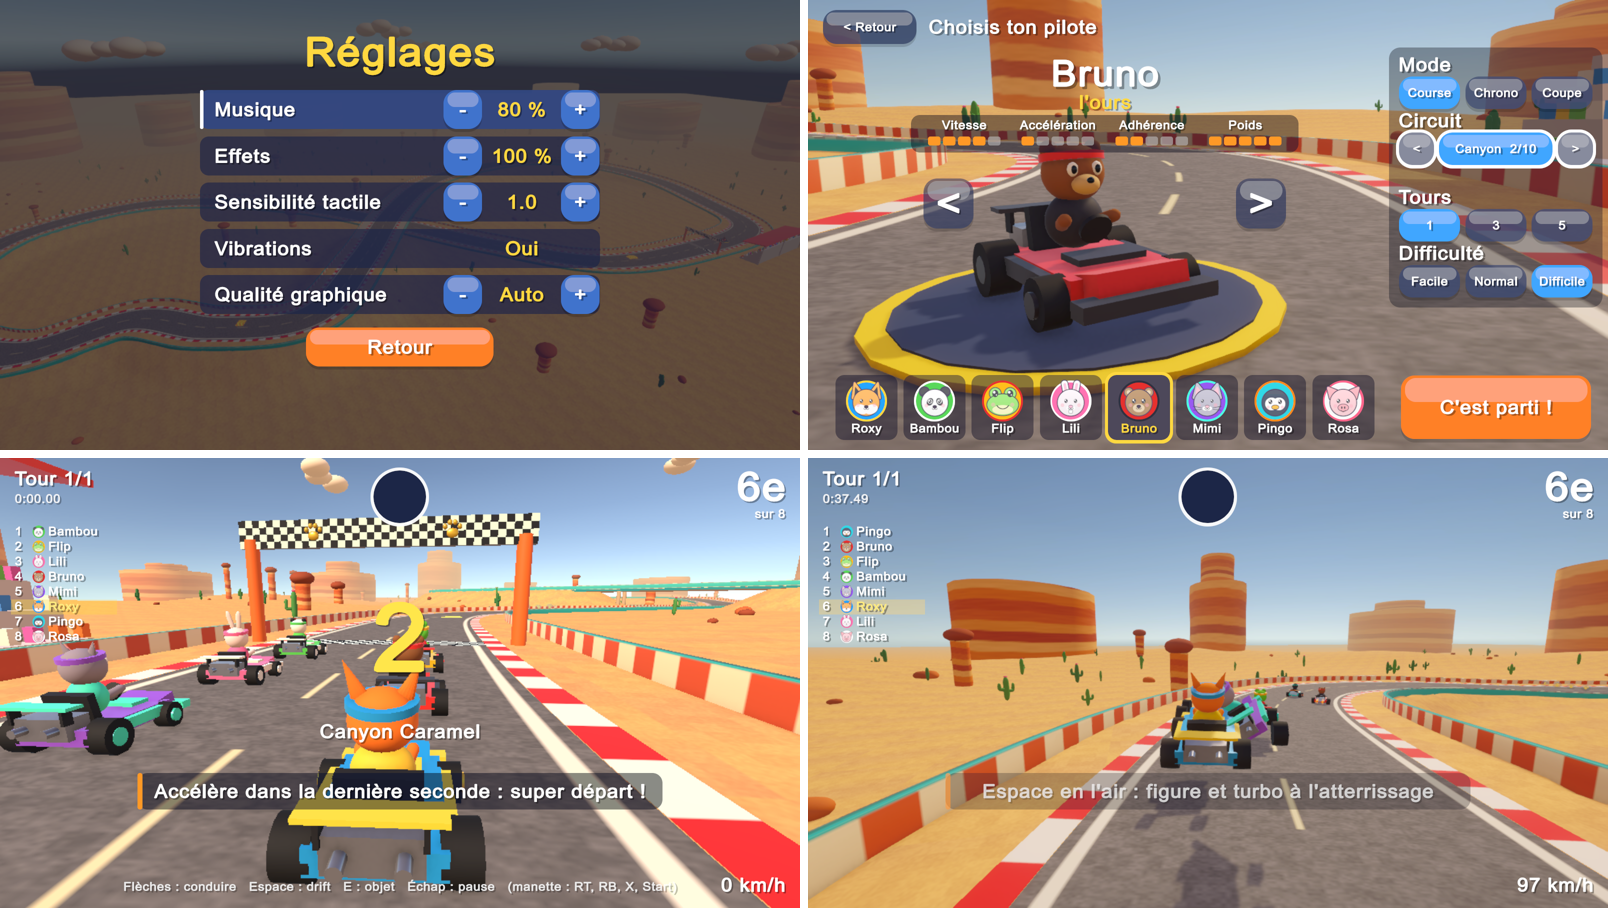 Réglages
Musique - 80 % +
Effets - 100 % +
Sensibilité tactile - 1.0 +
Vibrations Oui
Qualité graphique - Auto +
Retour
< Retour Choisis ton pilote
Bruno
l'ours
Vitesse Accélération Adhérence Poids
< >
Mode
Course Chrono Coupe
Circuit
< Canyon 2/10 >
Tours
1 3 5
Difficulté
Facile Normal Difficile
Roxy Bambou Flip Lili Bruno Mimi Pingo Rosa
C'est parti !
Tour 1/1
0:00.00
6e
sur 8
1 Bambou
2 Flip
3 Lili
4 Bruno
5 Mimi
6 Roxy
7 Pingo
8 Rosa
2
Canyon Caramel
Accélère dans la dernière seconde : super départ !
Flèches : conduire Espace : drift E : objet Échap : pause (manette : RT, RB, X, Start)
0 km/h
Tour 1/1
0:37.49
6e
sur 8
1 Pingo
2 Bruno
3 Flip
4 Bambou
5 Mimi
6 Roxy
7 Lili
8 Rosa
Espace en l'air : figure et turbo à l'atterrissage
97 km/h